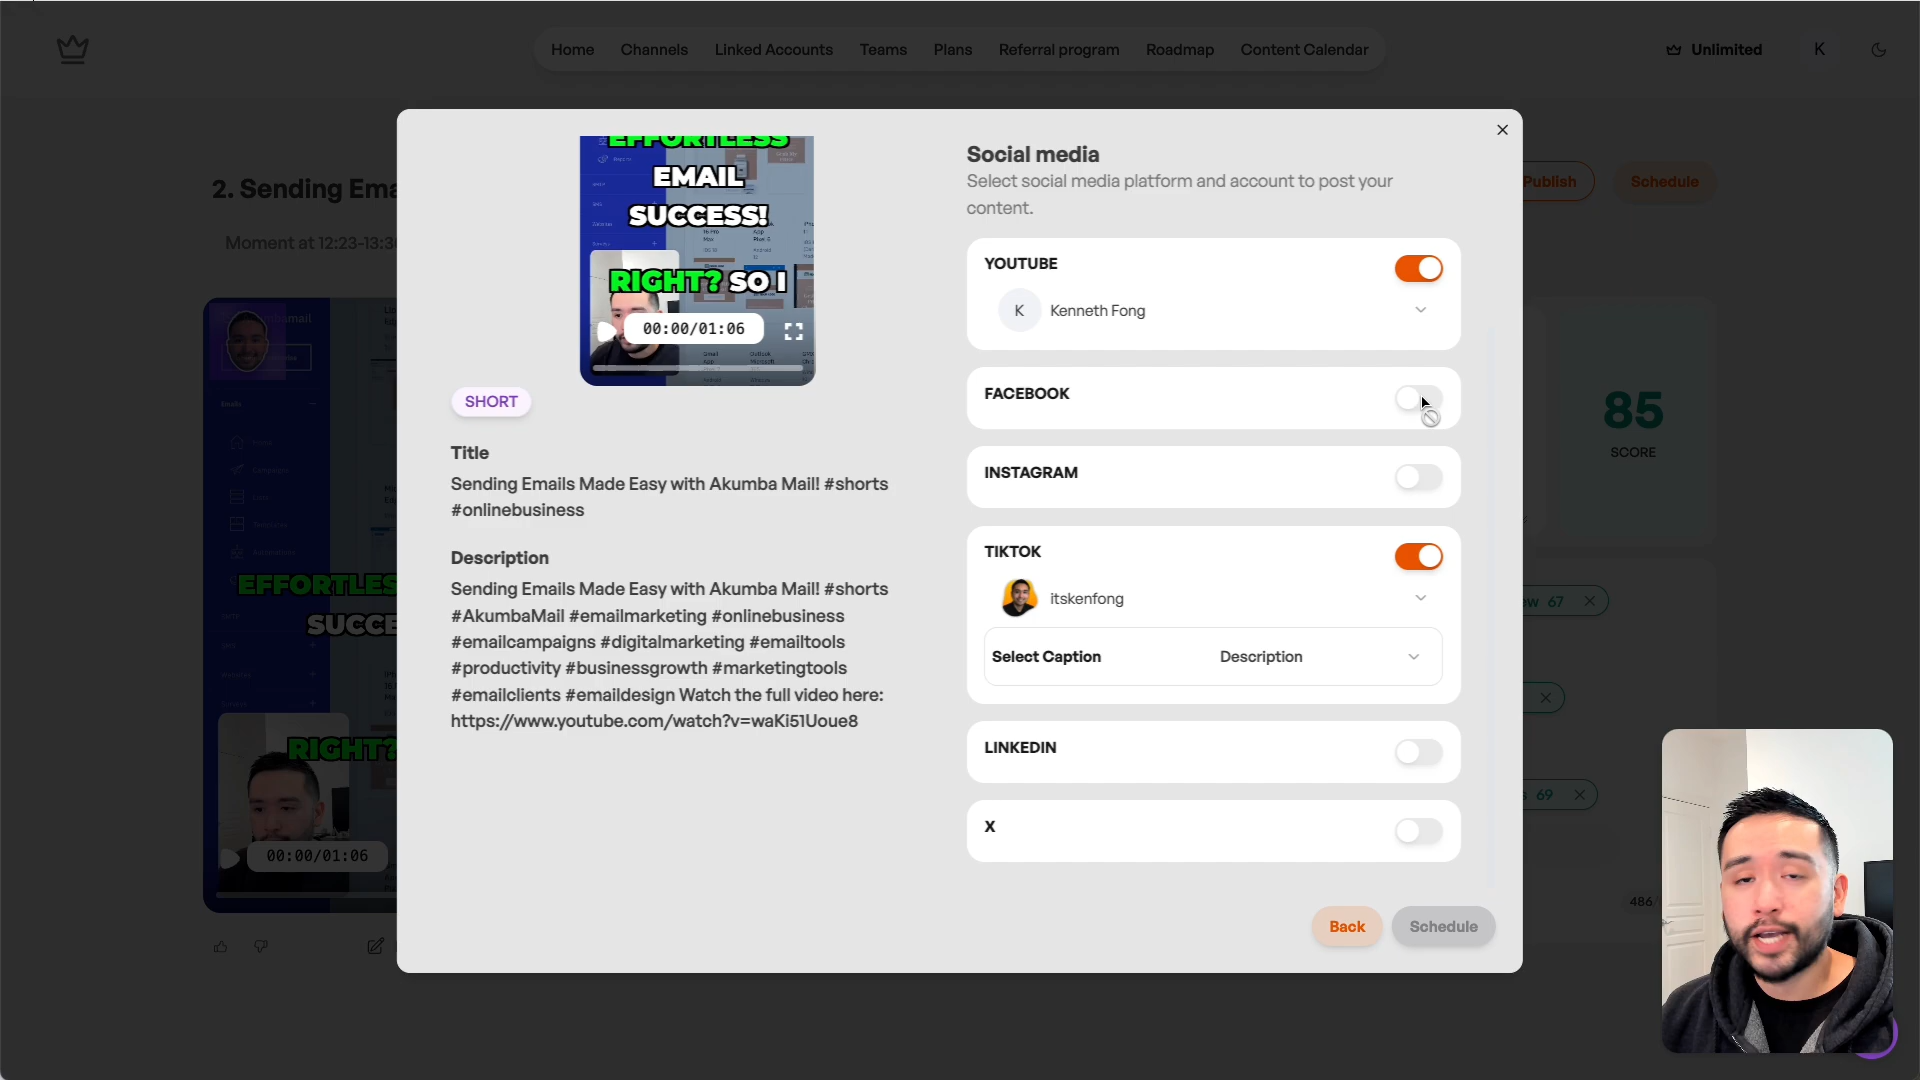 Home Channels Linked Accounts Teams Plans Referral program Roadmap Content Calendar
Unlimited K
2. Sending Ema
Publish
Schedule
Moment at 12:23-13:3
EFFORTLES
SUCCE
RIGHT?
00:00/01:06
EFFORTLESS
EMAIL
SUCCESS!
RIGHT? SO I
00:00/01:06
SHORT
Title
Sending Emails Made Easy with Akumba Mail! #shorts
#onlinebusiness
Description
Sending Emails Made Easy with Akumba Mail! #shorts
#AkumbaMail #emailmarketing #onlinebusiness
#emailcampaigns #digitalmarketing #emailtools
#productivity #businessgrowth #marketingtools
#emailclients #emaildesign Watch the full video here:
https://www.youtube.com/watch?v=waKi51Uoue8
Social media
Select social media platform and account to post your
content.
YOUTUBE
K Kenneth Fong
FACEBOOK
INSTAGRAM
TIKTOK
itskenfong
Select Caption Description
LINKEDIN
X
Back
Schedule
85
SCORE
ew 67
69
486